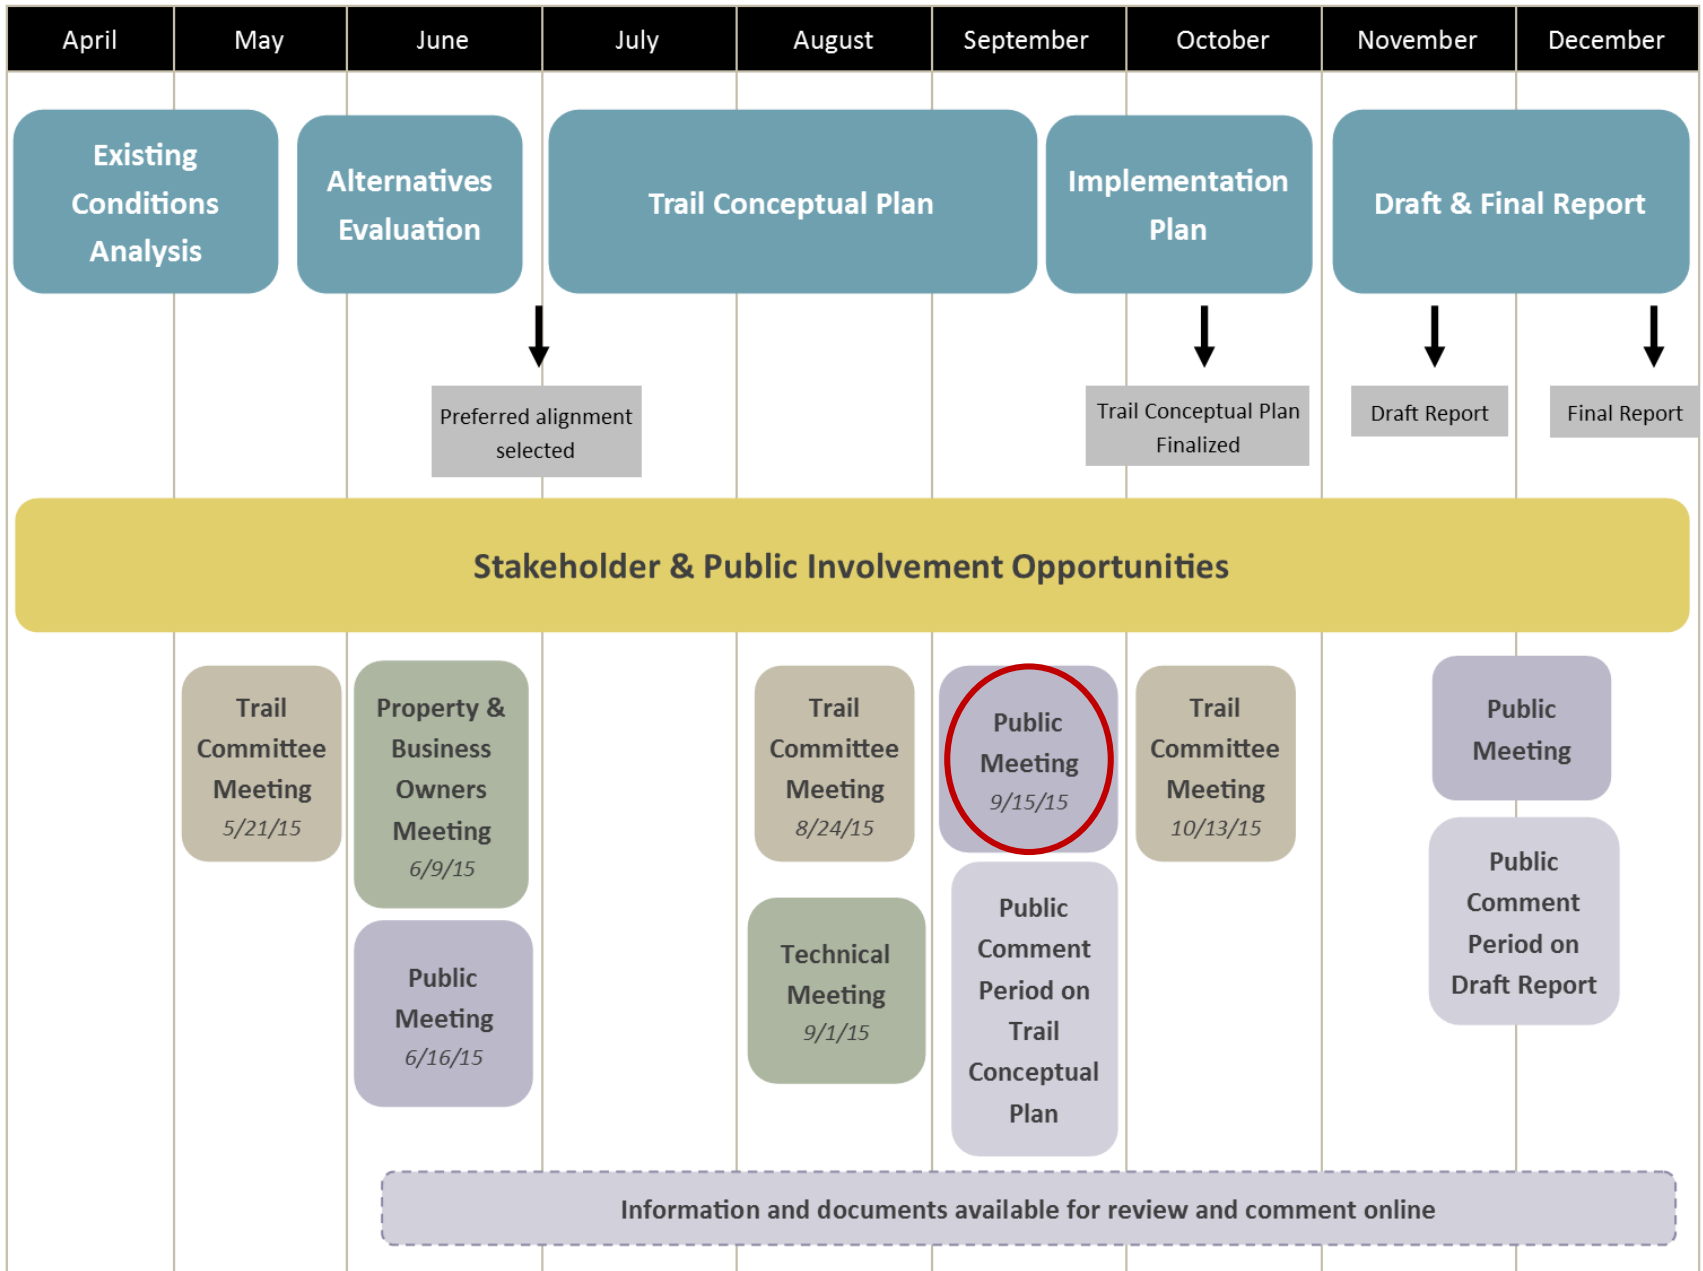 April May June July August September October November December
Existing
Conditions
Analysis
Alternatives
Evaluation
Trail Conceptual Plan
Implementation
Plan
Draft & Final Report
Preferred alignment
selected
Trail Conceptual Plan
Finalized
Draft Report
Final Report
Stakeholder & Public Involvement Opportunities
Trail
Committee
Meeting
5/21/15
Property &
Business
Owners
Meeting
6/9/15
Public
Meeting
6/16/15
Trail
Committee
Meeting
8/24/15
Technical
Meeting
9/1/15
Public
Meeting
9/15/15
Public
Comment
Period on
Trail
Conceptual
Plan
Trail
Committee
Meeting
10/13/15
Public
Meeting
Public
Comment
Period on
Draft Report
Information and documents available for review and comment online